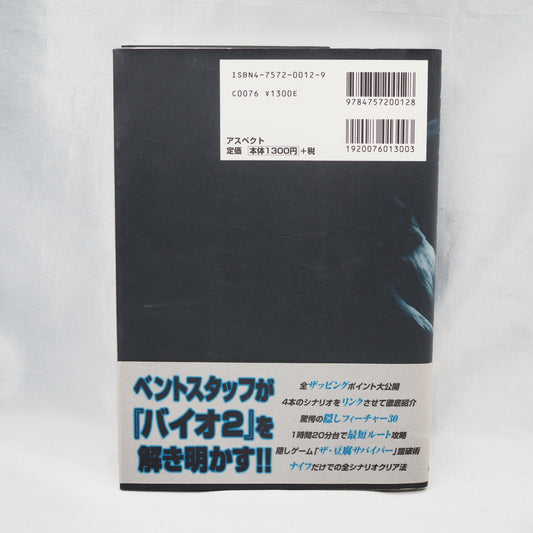 ISBN4-7572-0012-9
C0076 ¥1300E
アスペクト
定価 本体1300円 +税
9784757200128
1920076013003
ベントスタッフが
『バイオ2』を
解き明かす!!
全ザッピングポイント大公開
4本のシナリオをリンクさせて徹底紹介
驚愕の隠しフィーチャー30
1時間20分台で最短ルート攻略
隠しゲーム「ザ・豆腐サバイバー」踏破術
ナイフだけでの全シナリオクリア法